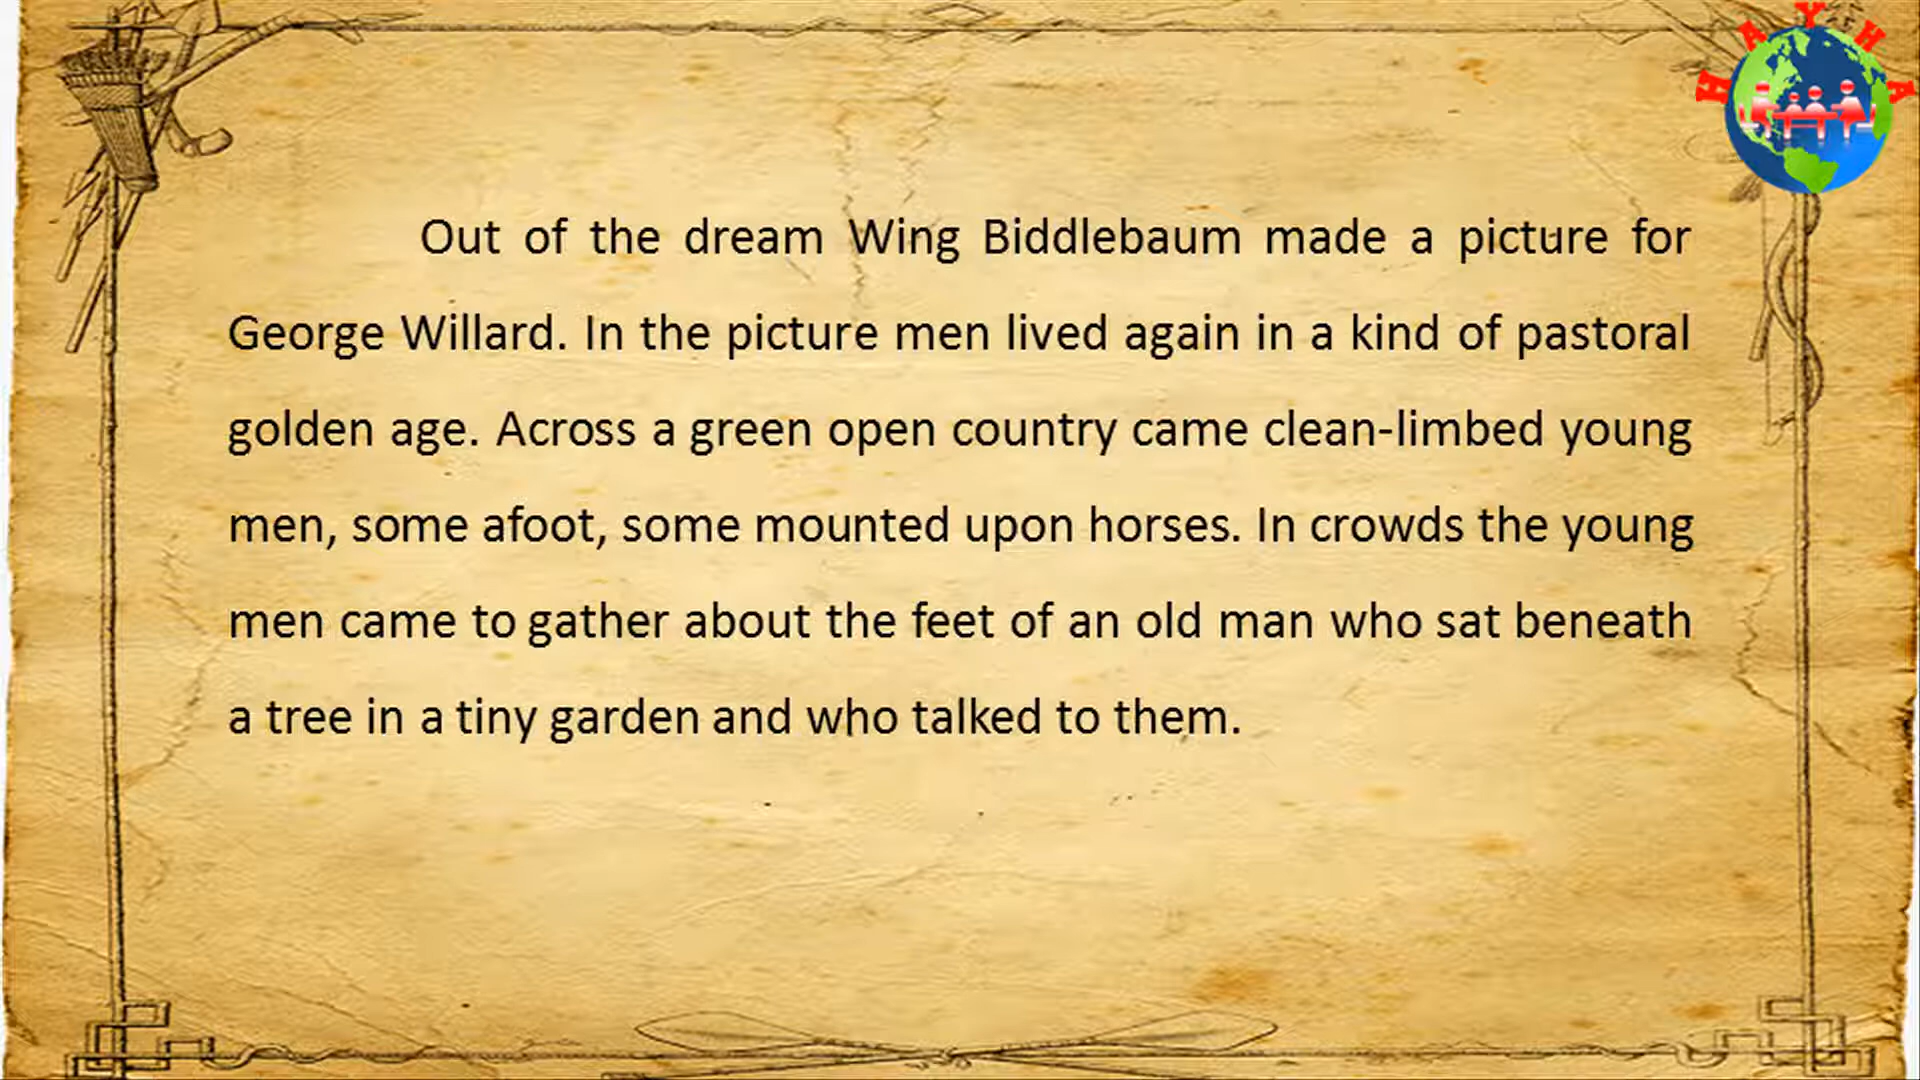 HAYHA
Out of the dream Wing Biddlebaum made a picture for
George Willard. In the picture men lived again in a kind of pastoral
golden age. Across a green open country came clean-limbed young
men, some afoot, some mounted upon horses. In crowds the young
men came to gather about the feet of an old man who sat beneath
a tree in a tiny garden and who talked to them.